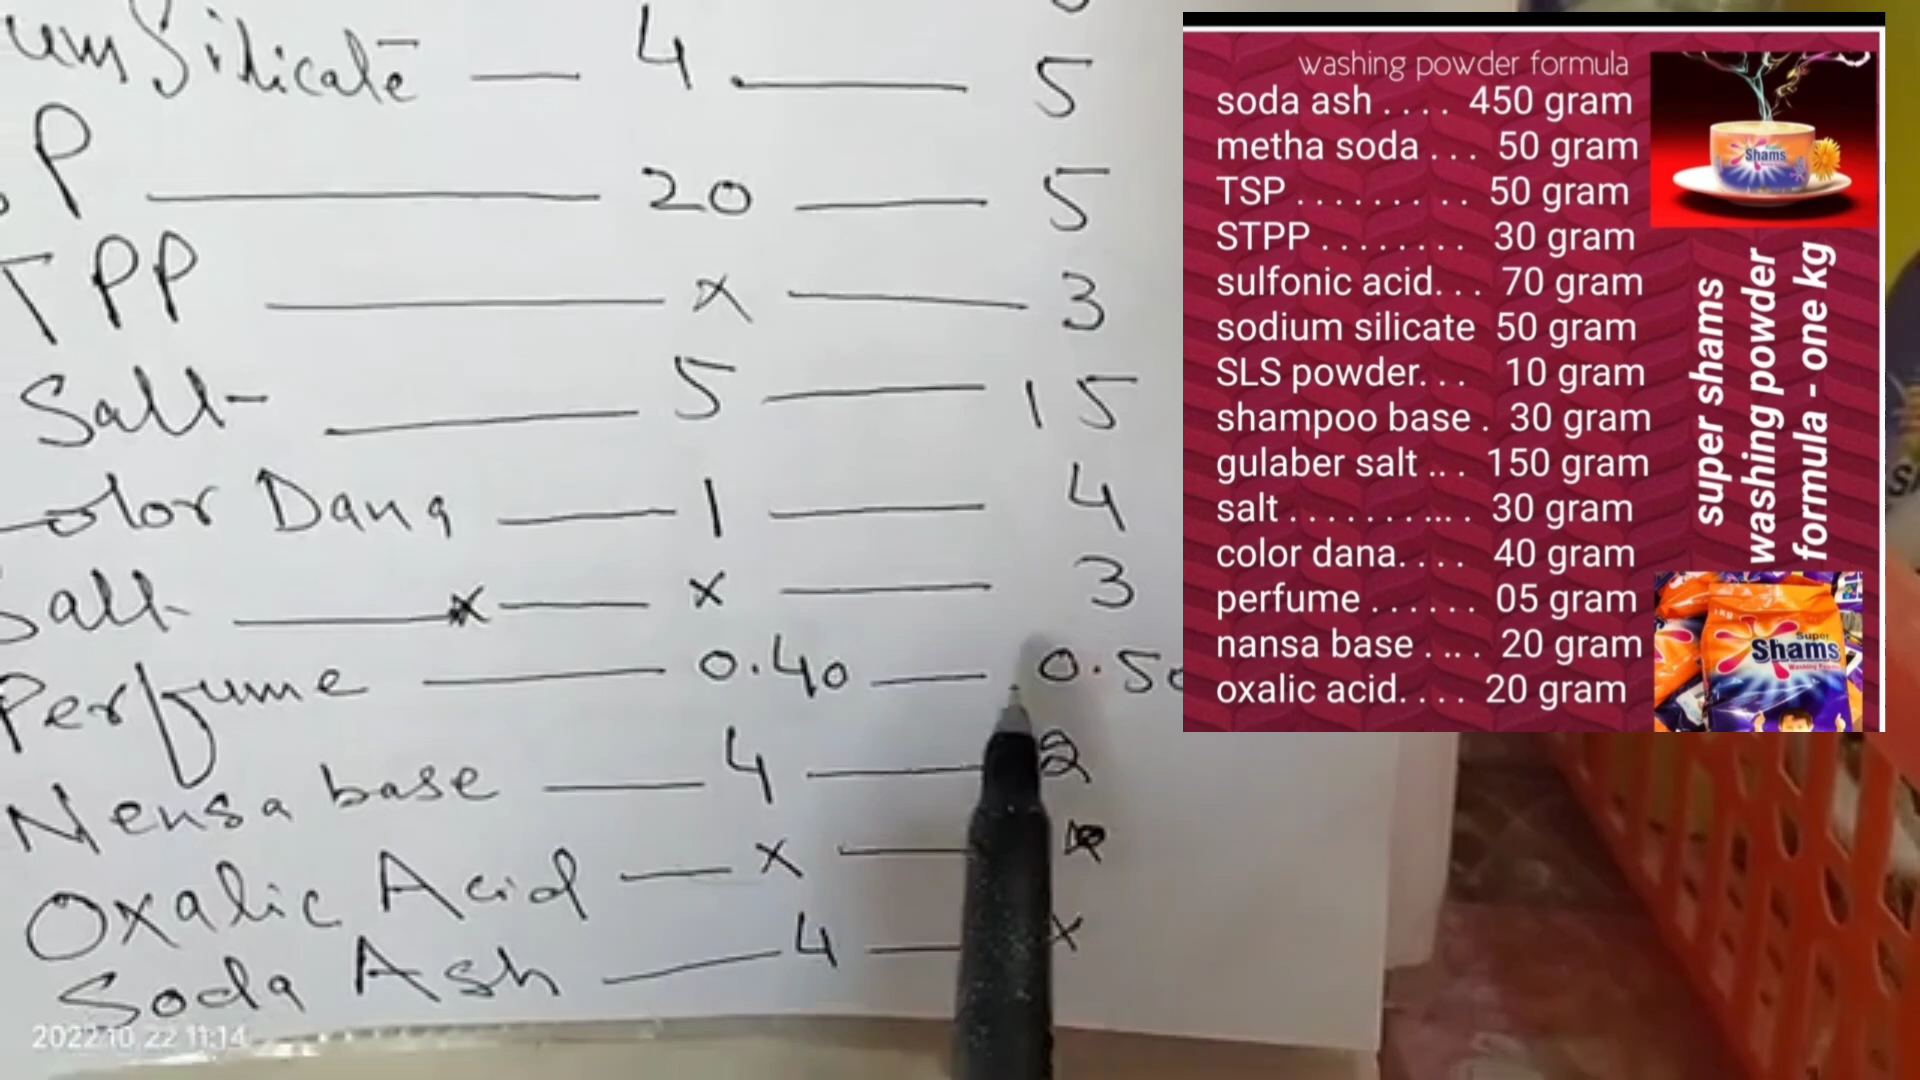 um Silicate — 4 — 5
P — 20 — 5
TPP — x — 3
Salt — 5 — 15
olor Dana — 1 — 4
Salt — x — x — 3
Perfume — 0.40 — 0.50
Nensa base — 4 — 2
Oxalic Acid — x
Soda Ash — 4 — x
2022.10.22 11:14
washing powder formula
soda ash . . . . 450 gram
metha soda . . . 50 gram
TSP . . . . . . . . . 50 gram
STPP . . . . . . . . 30 gram
sulfonic acid. . . 70 gram
sodium silicate 50 gram
SLS powder. . . 10 gram
shampoo base . 30 gram
gulaber salt .. . 150 gram
salt . . . . . . . ... . 30 gram
color dana. . . . 40 gram
perfume . . . . . . 05 gram
nansa base . .. . 20 gram
oxalic acid. . . . 20 gram
super shams
washing powder
formula - one kg
Shams
Super
Shams